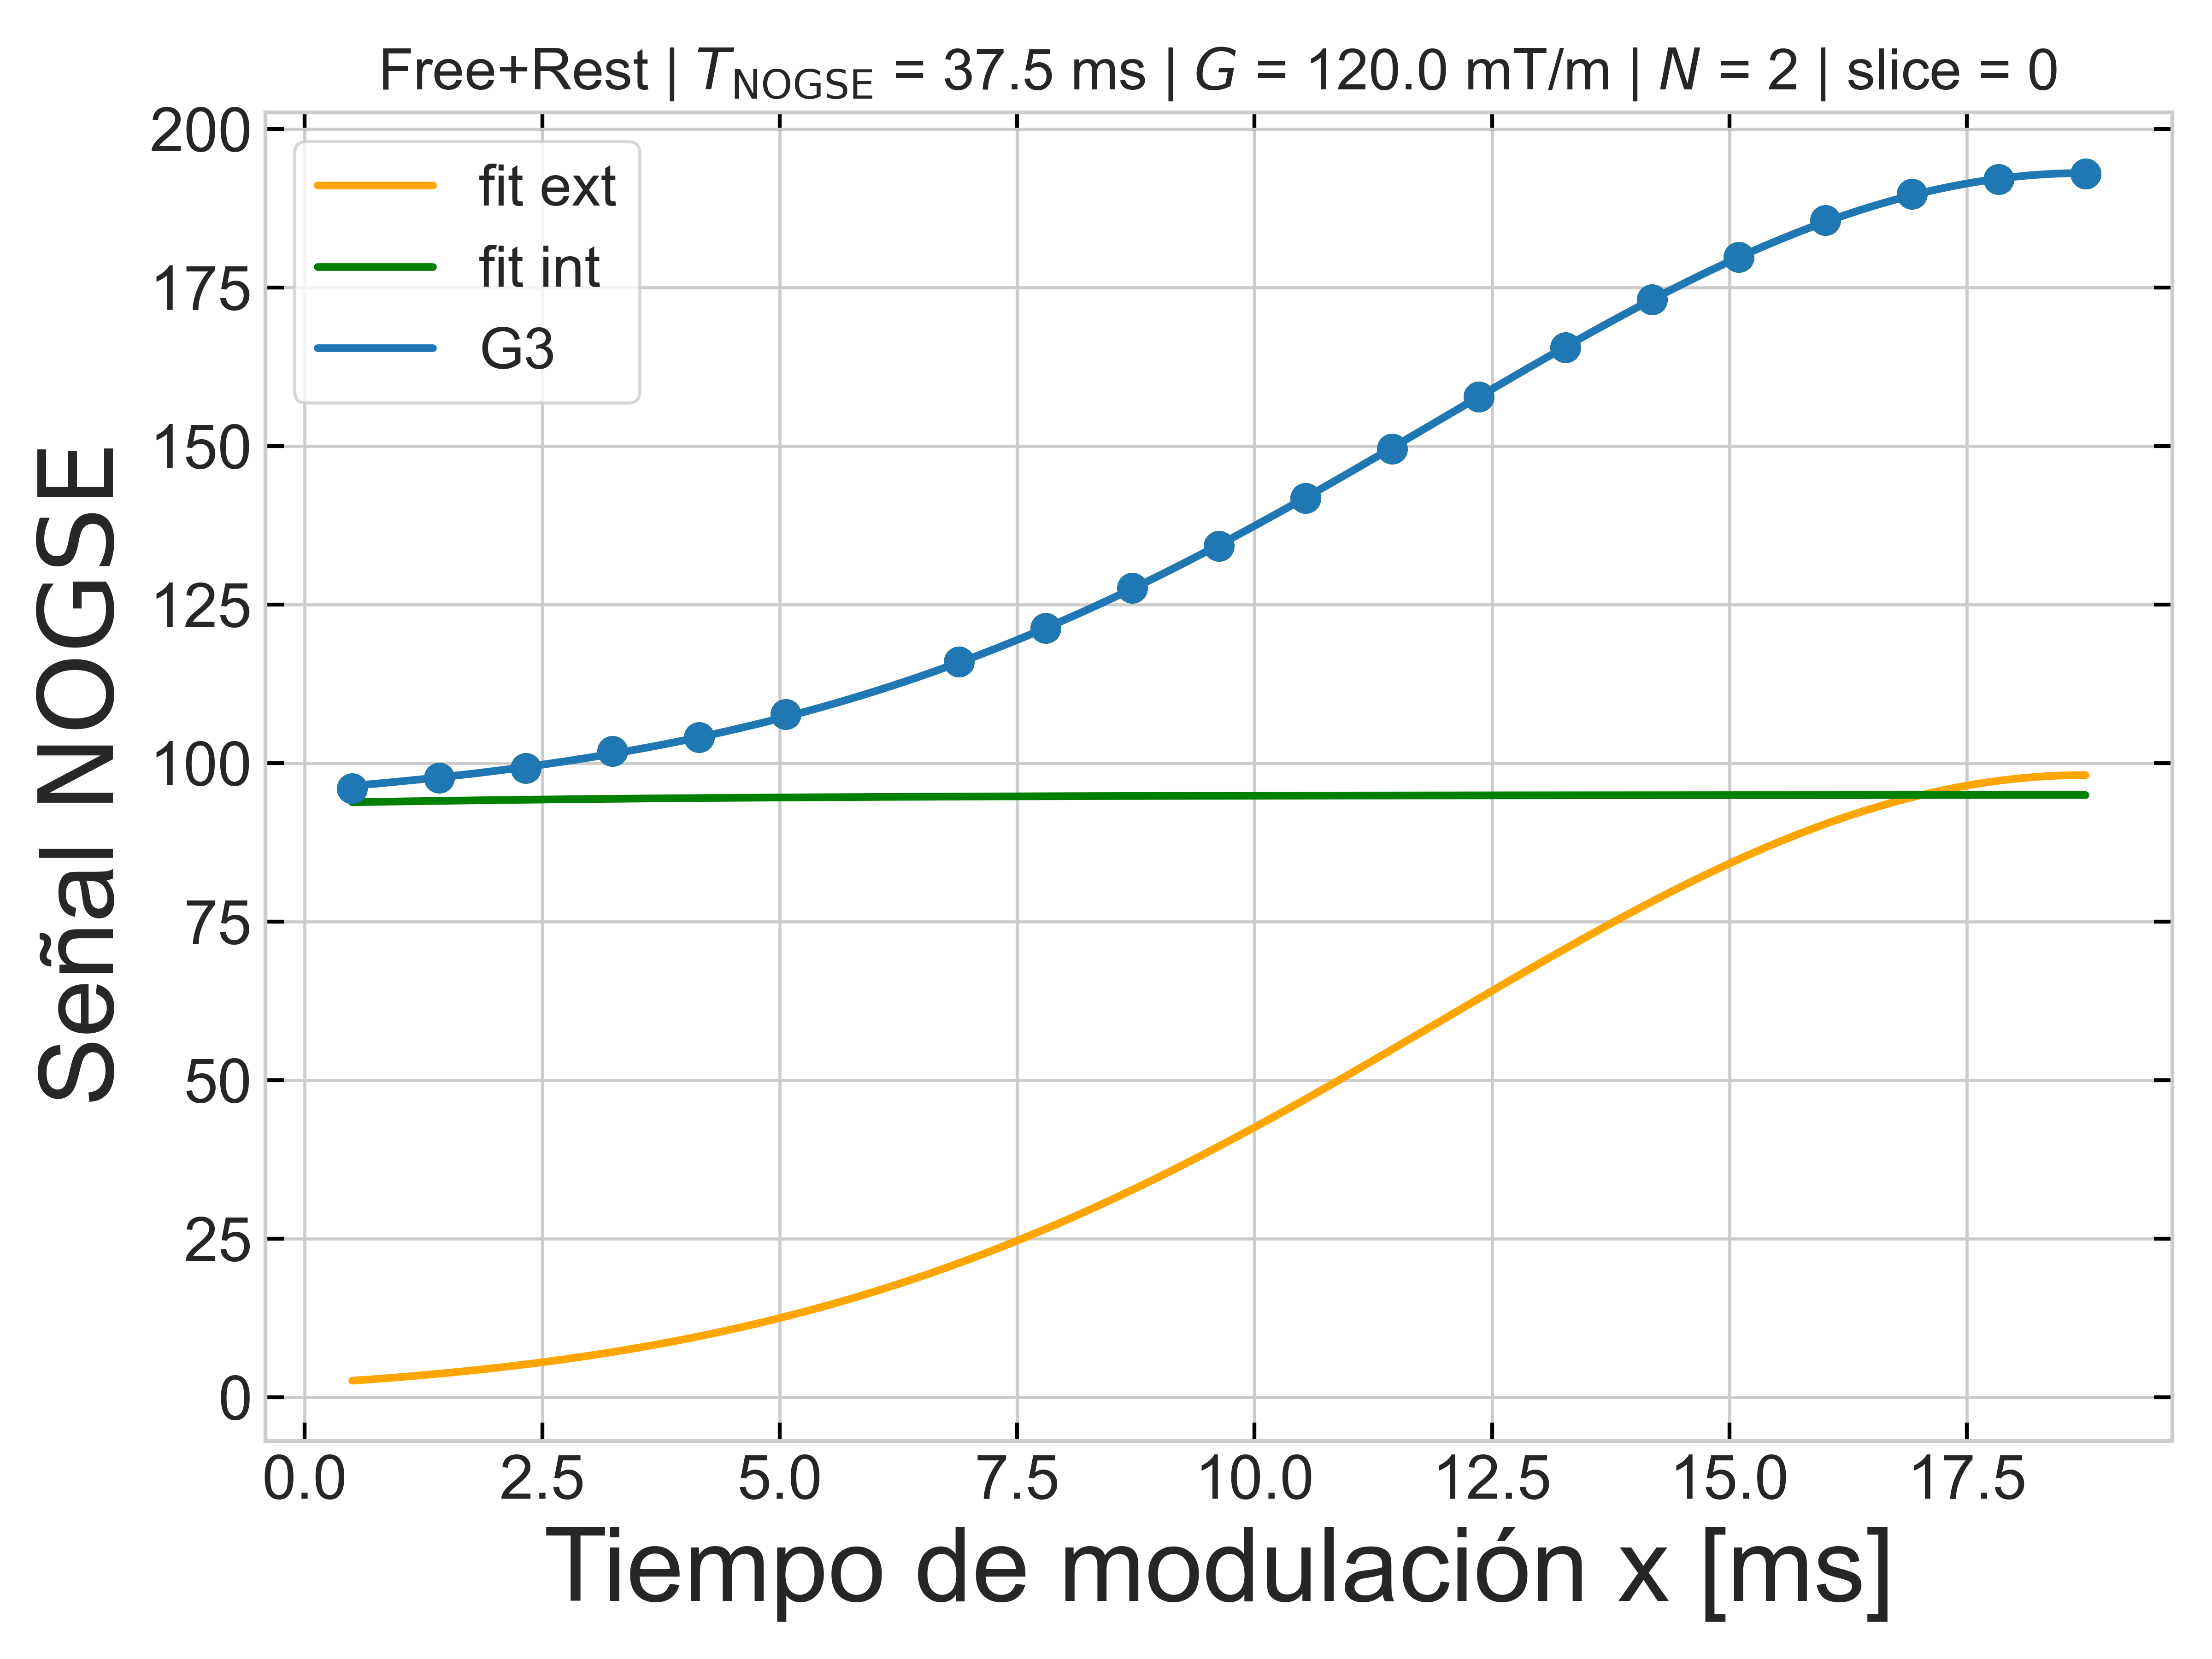 Free+Rest | T_NOGSE = 37.5 ms | G = 120.0 mT/m | N = 2 | slice = 0
200
175
150
125
100
75
50
25
0
fit ext
fit int
G3
Señal NOGSE
0.0 2.5 5.0 7.5 10.0 12.5 15.0 17.5
Tiempo de modulación x [ms]